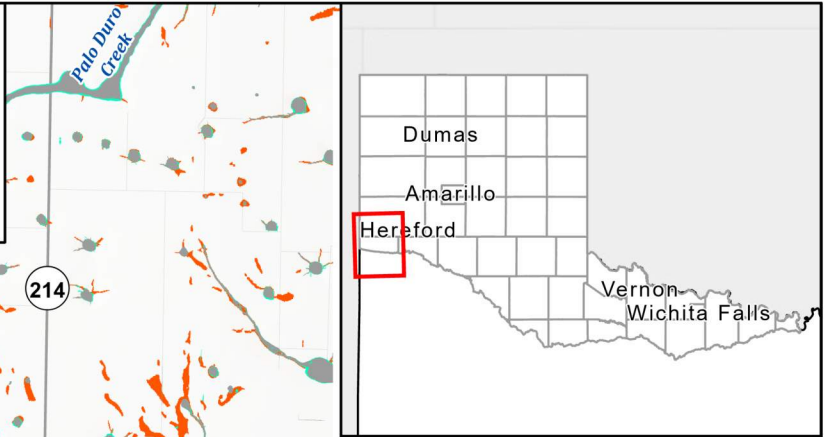 Palo Duro
Creek
214
Dumas
Amarillo
Hereford
Vernon
Wichita Falls